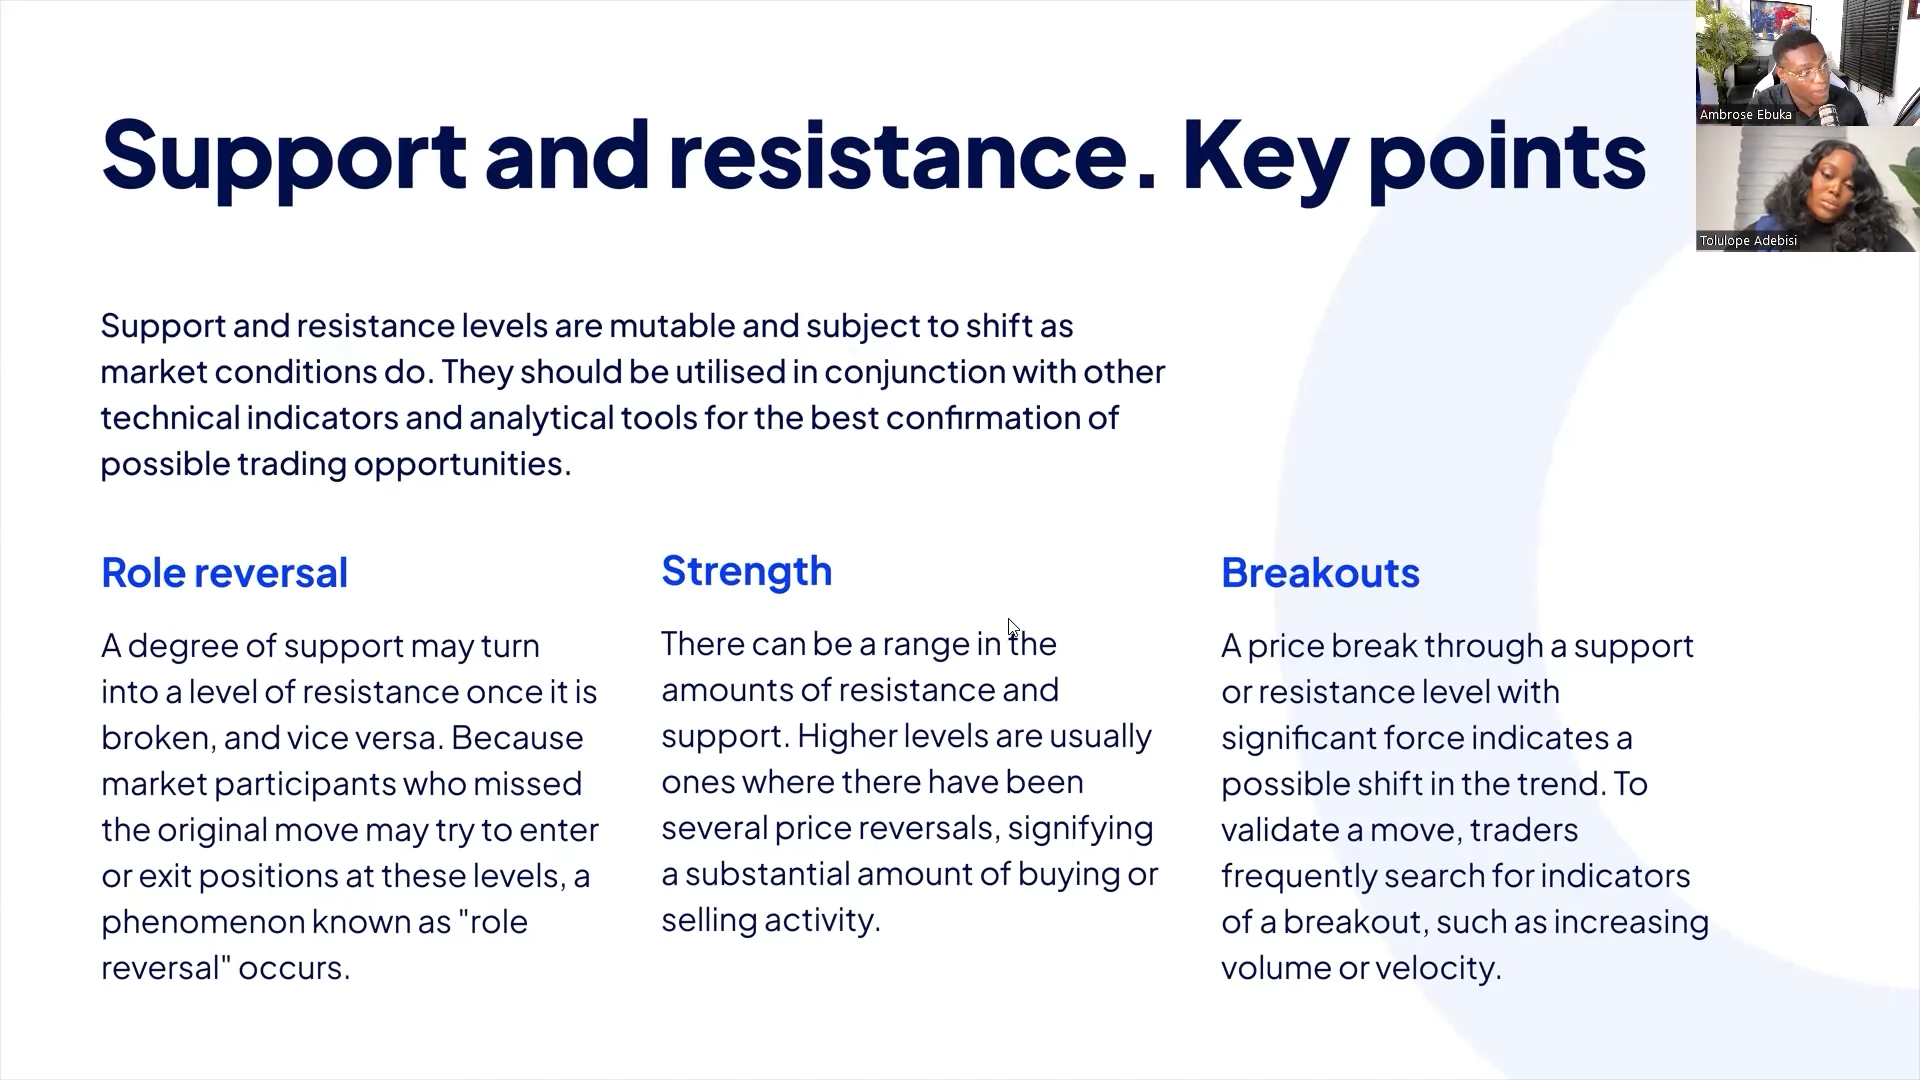 Support and resistance. Key points
Ambrose Ebuka
Tolulope Adebisi
Support and resistance levels are mutable and subject to shift as
market conditions do. They should be utilised in conjunction with other
technical indicators and analytical tools for the best confirmation of
possible trading opportunities.
Role reversal
A degree of support may turn
into a level of resistance once it is
broken, and vice versa. Because
market participants who missed
the original move may try to enter
or exit positions at these levels, a
phenomenon known as "role
reversal" occurs.
Strength
There can be a range in the
amounts of resistance and
support. Higher levels are usually
ones where there have been
several price reversals, signifying
a substantial amount of buying or
selling activity.
Breakouts
A price break through a support
or resistance level with
significant force indicates a
possible shift in the trend. To
validate a move, traders
frequently search for indicators
of a breakout, such as increasing
volume or velocity.